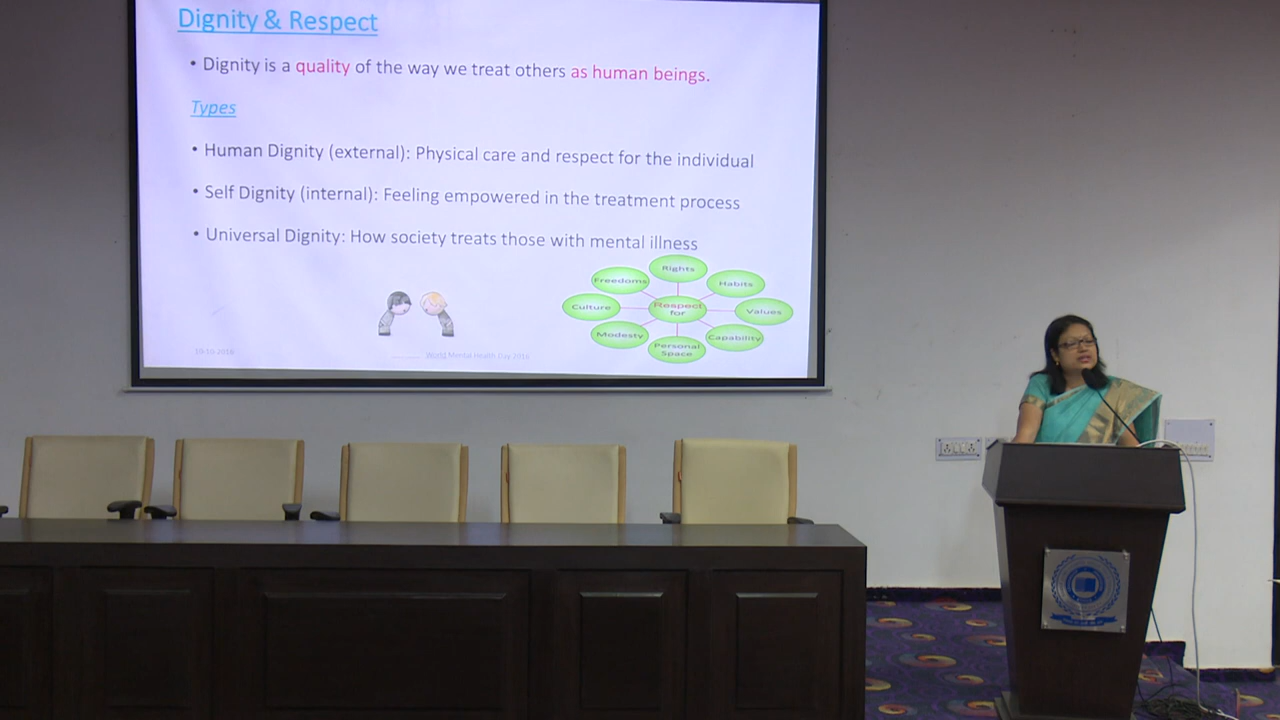 Dignity & Respect
• Dignity is a quality of the way we treat others as human beings.
Types
• Human Dignity (external): Physical care and respect for the individual
• Self Dignity (internal): Feeling empowered in the treatment process
• Universal Dignity: How society treats those with mental illness
Rights
Freedoms
Habits
Culture
Respect
for
Values
Modesty
Capability
Personal
Space
10-10-2016
World Mental Health Day 2016